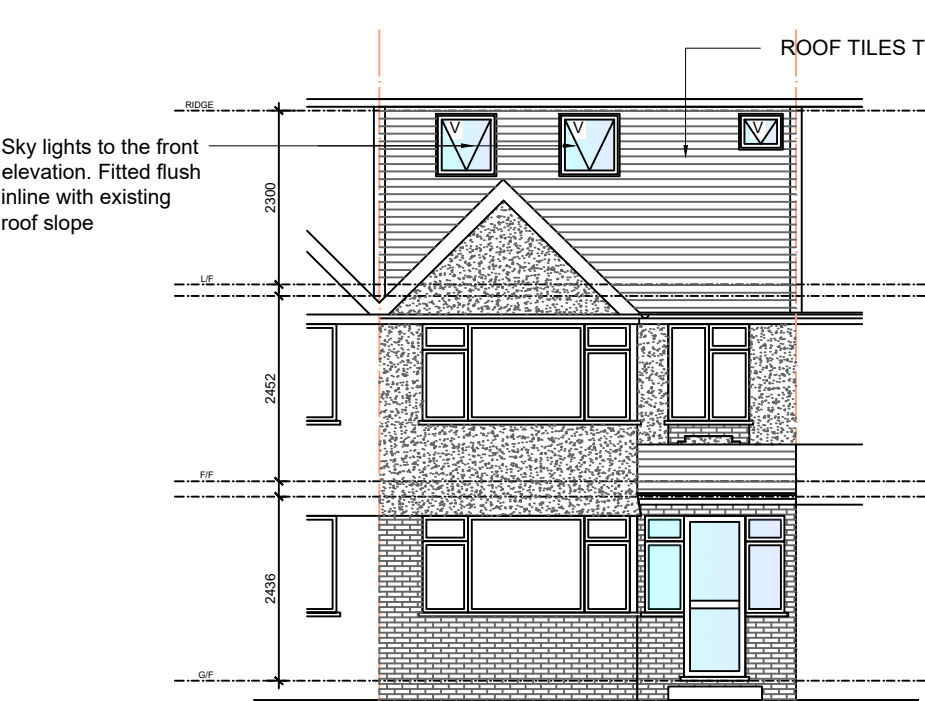 ROOF TILES T
RIDGE
Sky lights to the front
elevation. Fitted flush
inline with existing
roof slope
V
V
V
2300
L/F
2452
F/F
2436
G/F